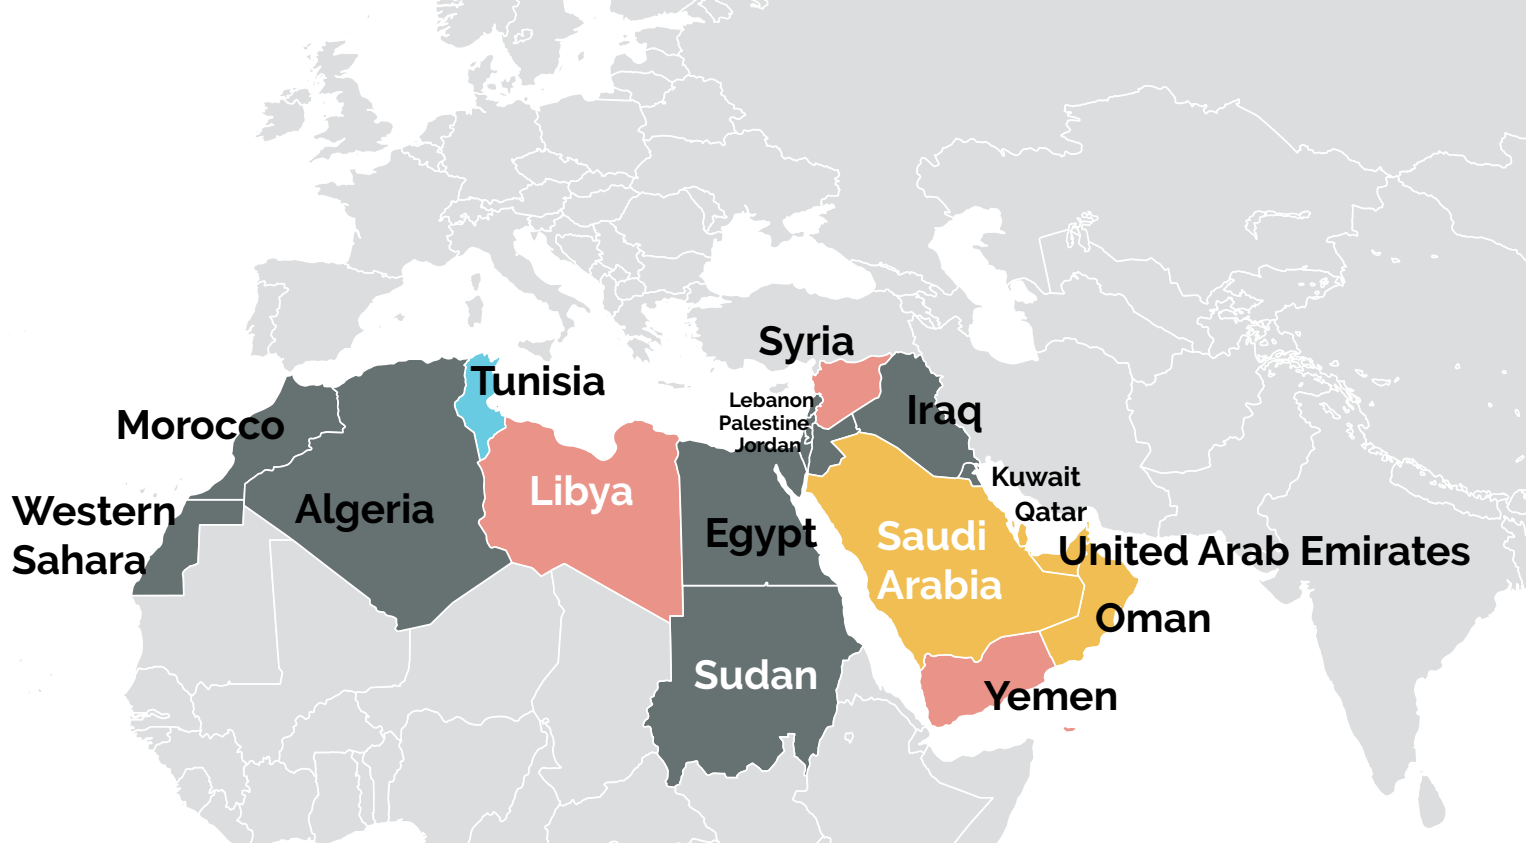 Syria
Tunisia
Lebanon
Palestine
Jordan
Iraq
Morocco
Kuwait
Libya
Algeria
Western
Sahara
Qatar
Egypt
Saudi
Arabia
United Arab Emirates
Oman
Sudan
Yemen